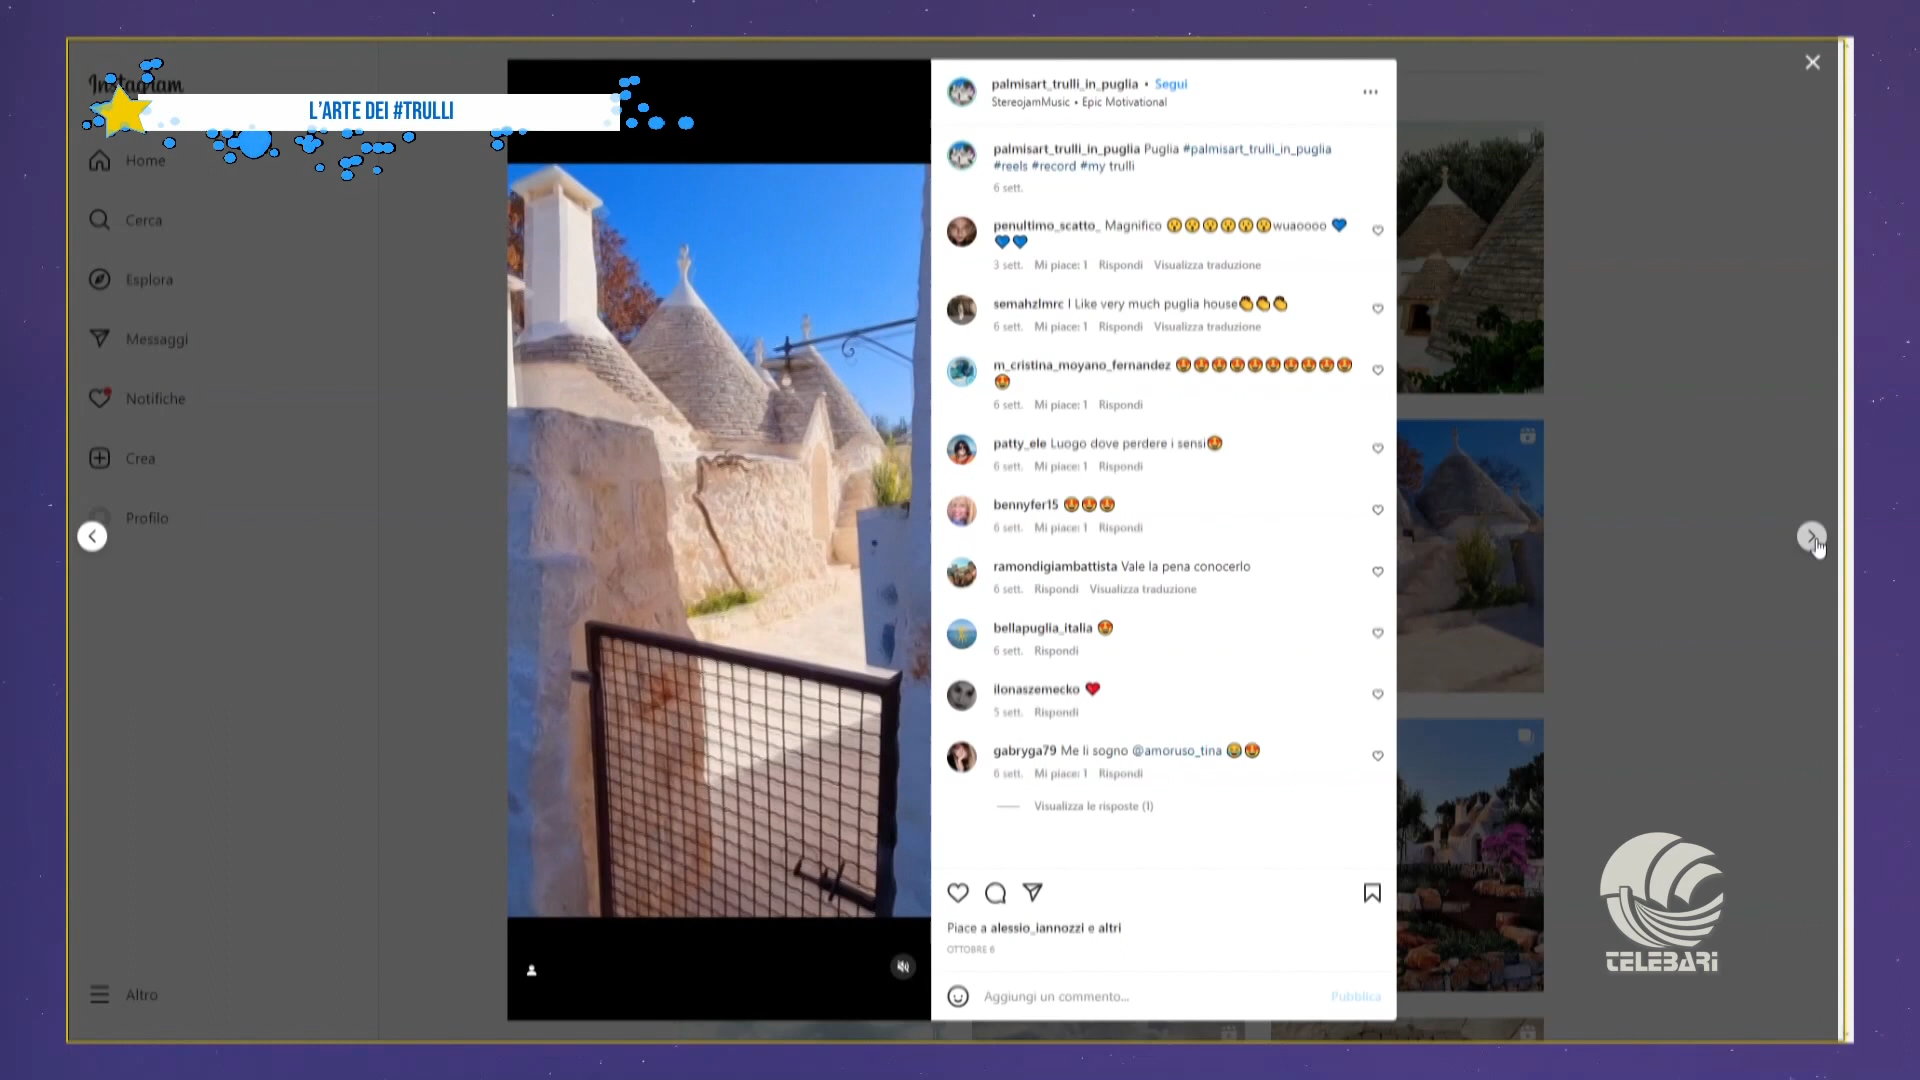 Instagram
L'ARTE DEI #TRULLI
Home
Cerca
Esplora
Messaggi
Notifiche
Crea
Profilo
Altro
palmisart_trulli_in_puglia • Segui
StereojamMusic • Epic Motivational
palmisart_trulli_in_puglia Puglia #palmisart_trulli_in_puglia
#reels #record #my trulli
6 sett.
penultimo_scatto_ Magnifico 😮😮😮😮😮😮wuaoooo 💙
💙💙
3 sett. Mi piace: 1 Rispondi Visualizza traduzione
semahzlmrc I Like very much puglia house👏👏👏
6 sett. Mi piace: 1 Rispondi Visualizza traduzione
m_cristina_moyano_fernandez 😍😍😍😍😍😍😍😍😍😍
😍
6 sett. Mi piace: 1 Rispondi
patty_ele Luogo dove perdere i sensi😍
6 sett. Mi piace: 1 Rispondi
bennyfer15 😍😍😍
6 sett. Mi piace: 1 Rispondi
ramondigiambattista Vale la pena conocerlo
6 sett. Rispondi Visualizza traduzione
bellapuglia_italia 😍
6 sett. Rispondi
ilonaszemecko ❤️
5 sett. Rispondi
gabryga79 Me li sogno @amoruso_tina 😂😍
6 sett. Mi piace: 1 Rispondi
Visualizza le risposte (1)
Piace a alessio_iannozzi e altri
OTTOBRE 6
Aggiungi un commento...
Pubblica
TELEBARI